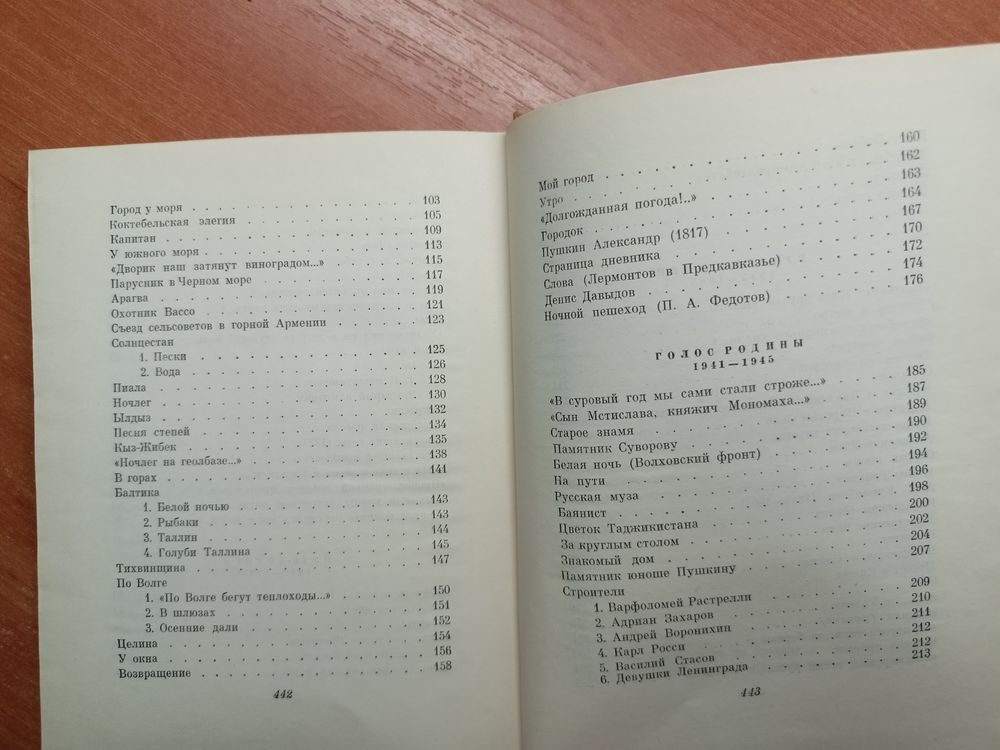 Город у моря . . . . . . . . . . . . 103
Коктебельская элегия . . . . . . . . . . . . 105
Капитан . . . . . . . . . . . . 109
У южного моря . . . . . . . . . . . . 113
«Дворик наш затянут виноградом...» . . . . . . 115
Парусник в Черном море . . . . . . . . . . 117
Арагва . . . . . . . . . . . . 119
Охотник Вассо . . . . . . . . . . . . 121
Съезд сельсоветов в горной Армении . . . . . . 123
Солнцестан
1. Пески . . . . . . . . . . . . 125
2. Вода . . . . . . . . . . . . 126
Пиала . . . . . . . . . . . . 128
Ночлег . . . . . . . . . . . . 130
Ылдыз . . . . . . . . . . . . 132
Песня степей . . . . . . . . . . . . 134
Кыз-Жибек . . . . . . . . . . . . 135
«Ночлег на геолбазе...» . . . . . . . . . . 138
В горах . . . . . . . . . . . . 141
Балтика
1. Белой ночью . . . . . . . . . . 143
2. Рыбаки . . . . . . . . . . . . 143
3. Таллин . . . . . . . . . . . . 144
4. Голуби Таллина . . . . . . . . . . 145
Тихвинщина . . . . . . . . . . . . 147
По Волге
1. «По Волге бегут теплоходы...» . . . . . . 150
2. В шлюзах . . . . . . . . . . 151
3. Осенние дали . . . . . . . . . . 152
Целина . . . . . . . . . . . . 154
У окна . . . . . . . . . . . . 156
Возвращение . . . . . . . . . . . . 158
442
Мой город . . . . . . . . . . . . 160
Утро . . . . . . . . . . . . 162
«Долгожданная погода!..» . . . . . . . . 163
Городок . . . . . . . . . . . . 164
Пушкин Александр (1817) . . . . . . . . 167
Страница дневника . . . . . . . . . . 170
Слова (Лермонтов в Предкавказье) . . . . . . 172
Денис Давыдов . . . . . . . . . . 174
Ночной пешеход (П. А. Федотов) . . . . . . 176
ГОЛОС РОДИНЫ
1941—1945
«В суровый год мы сами стали строже...» . . . . 185
«Сын Мстислава, княжич Мономаха...» . . . . 187
Старое знамя . . . . . . . . . . 189
Памятник Суворову . . . . . . . . . . 190
Белая ночь (Волховский фронт) . . . . . . 192
На пути . . . . . . . . . . . . 194
Русская муза . . . . . . . . . . 196
Баянист . . . . . . . . . . . . 198
Цветок Таджикистана . . . . . . . . 200
За круглым столом . . . . . . . . . . 202
Знакомый дом . . . . . . . . . . 204
Памятник юноше Пушкину . . . . . . . . 207
Строители
1. Варфоломей Растрелли . . . . . . . . 209
2. Адриан Захаров . . . . . . . . 210
3. Андрей Воронихин . . . . . . . . 211
4. Карл Росси . . . . . . . . . . 212
5. Василий Стасов . . . . . . . . 212
6. Девушки Ленинграда . . . . . . . . 213
443